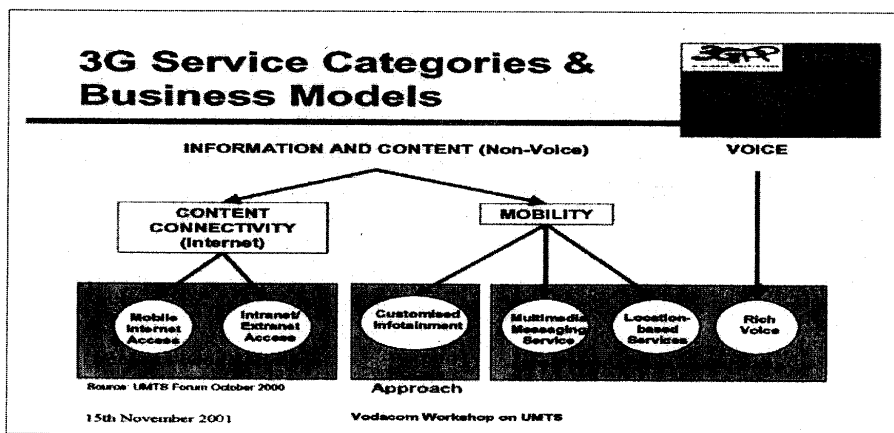 3G Service Categories &
Business Models
3GPP
INFORMATION AND CONTENT (Non-Voice)
VOICE
CONTENT
CONNECTIVITY
(Internet)
MOBILITY
Mobile
Internet
Access
Intranet/
Extranet
Access
Customised
Infotainment
Multimedia
Messaging
Service
Location-
based
Services
Rich
Voice
Source: UMTS Forum October 2000
Approach
15th November 2001
Vodacom Workshop on UMTS